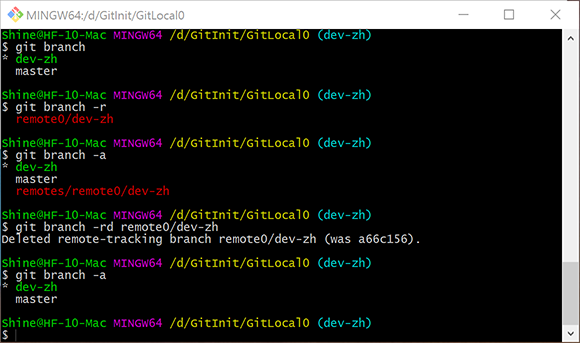 MINGW64:/d/GitInit/GitLocal0
Shine@HF-10-Mac MINGW64 /d/GitInit/GitLocal0 (dev-zh)
$ git branch
* dev-zh
  master
Shine@HF-10-Mac MINGW64 /d/GitInit/GitLocal0 (dev-zh)
$ git branch -r
  remote0/dev-zh
Shine@HF-10-Mac MINGW64 /d/GitInit/GitLocal0 (dev-zh)
$ git branch -a
* dev-zh
  master
  remotes/remote0/dev-zh
Shine@HF-10-Mac MINGW64 /d/GitInit/GitLocal0 (dev-zh)
$ git branch -rd remote0/dev-zh
Deleted remote-tracking branch remote0/dev-zh (was a66c156).
Shine@HF-10-Mac MINGW64 /d/GitInit/GitLocal0 (dev-zh)
$ git branch -a
* dev-zh
  master
Shine@HF-10-Mac MINGW64 /d/GitInit/GitLocal0 (dev-zh)
$